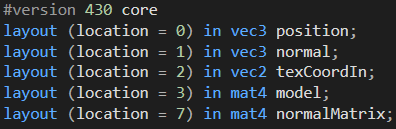 #version 430 core
layout (location = 0) in vec3 position;
layout (location = 1) in vec3 normal;
layout (location = 2) in vec2 texCoordIn;
layout (location = 3) in mat4 model;
layout (location = 7) in mat4 normalMatrix;